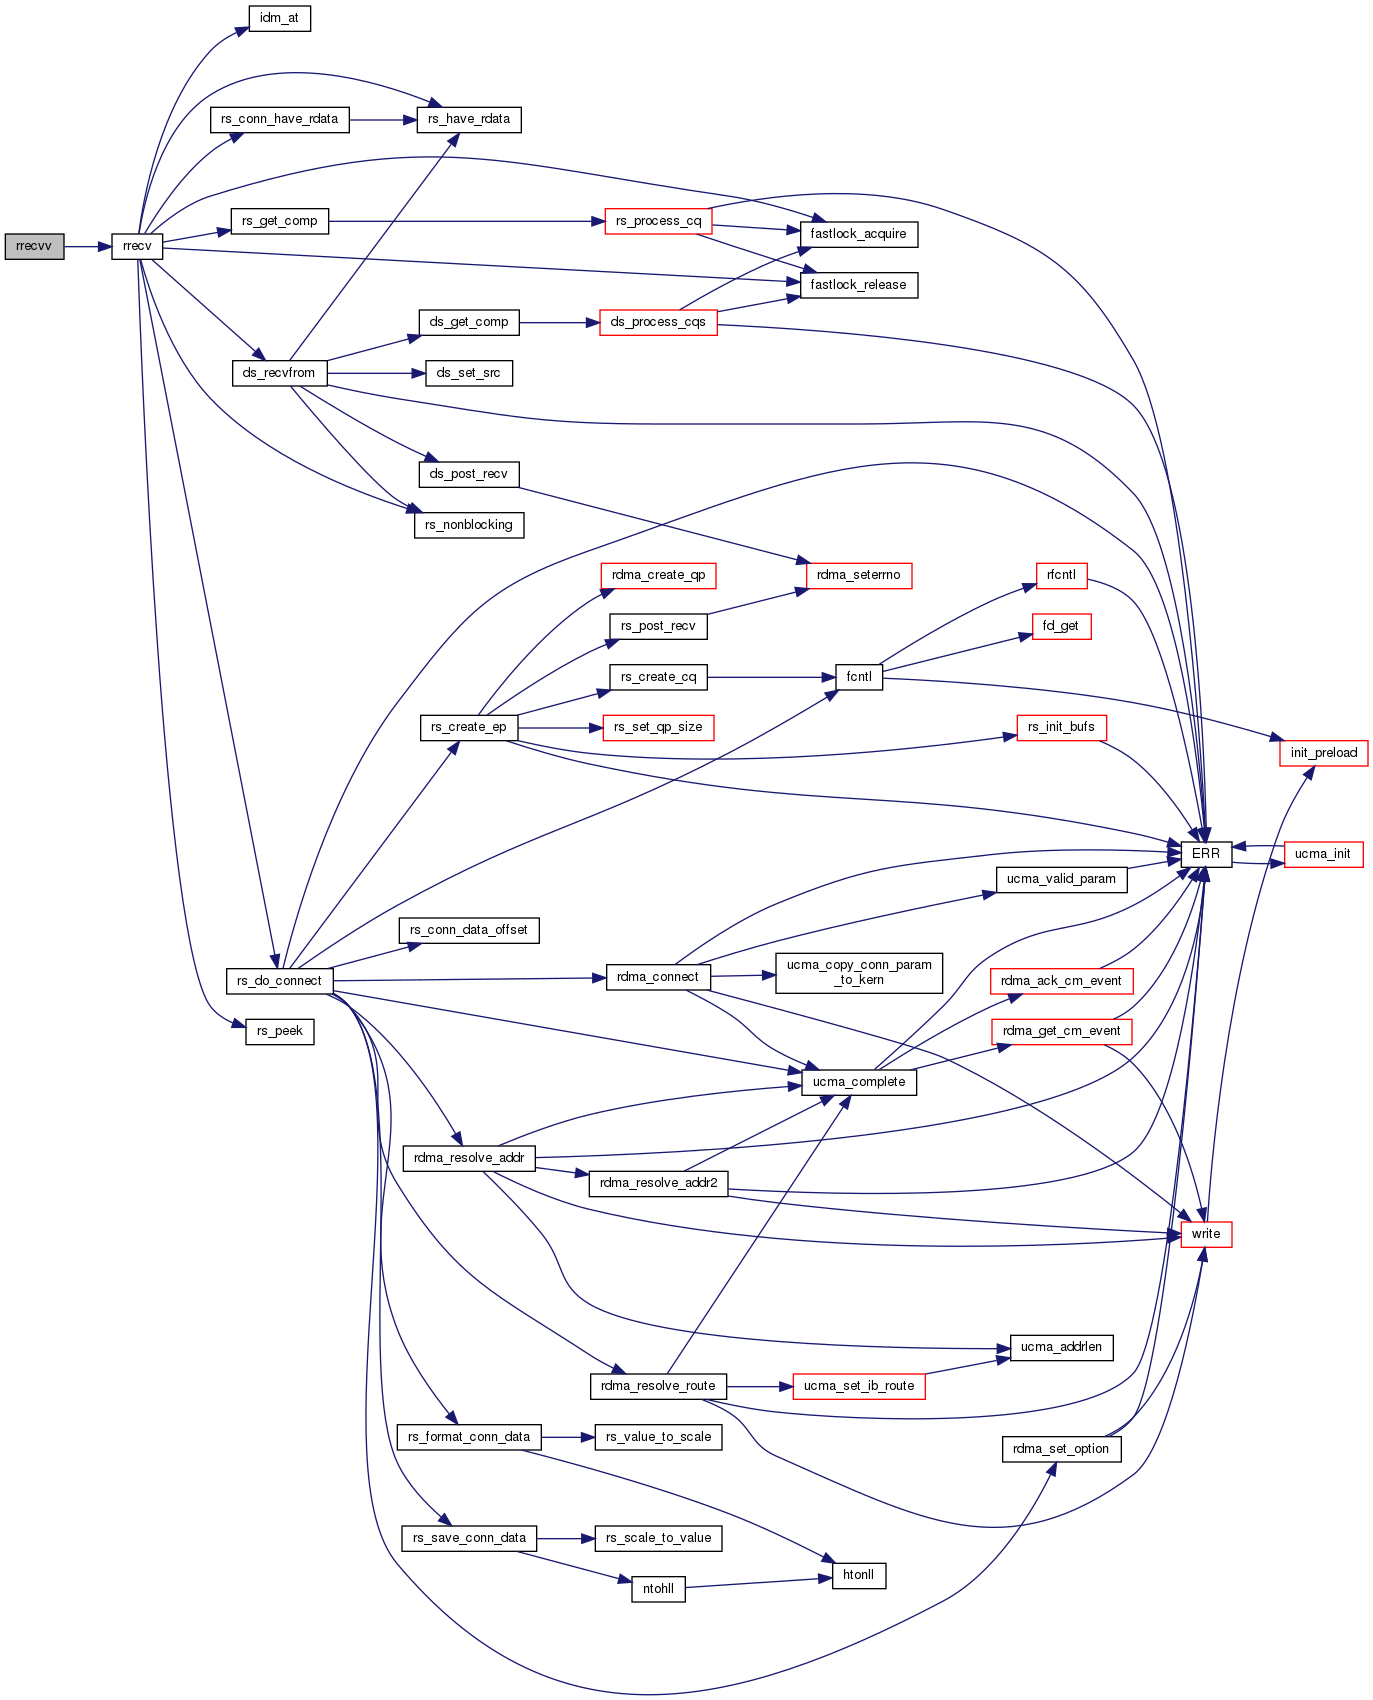 idm_at
rs_conn_have_rdata
rs_have_rdata
rs_get_comp
rs_process_cq
fastlock_acquire
rrecvv
rrecv
fastlock_release
ds_get_comp
ds_process_cqs
ds_recvfrom
ds_set_src
ds_post_recv
rs_nonblocking
rdma_create_qp
rdma_seterrno
rfcntl
rs_post_recv
fd_get
rs_create_cq
fcntl
rs_create_ep
rs_set_qp_size
rs_init_bufs
init_preload
ERR
ucma_init
ucma_valid_param
rs_conn_data_offset
rs_do_connect
rdma_connect
ucma_copy_conn_param
_to_kern
rdma_ack_cm_event
rs_peek
rdma_get_cm_event
ucma_complete
rdma_resolve_addr
rdma_resolve_addr2
write
ucma_addrlen
rdma_resolve_route
ucma_set_ib_route
rs_format_conn_data
rs_value_to_scale
rdma_set_option
rs_save_conn_data
rs_scale_to_value
ntohll
htonll